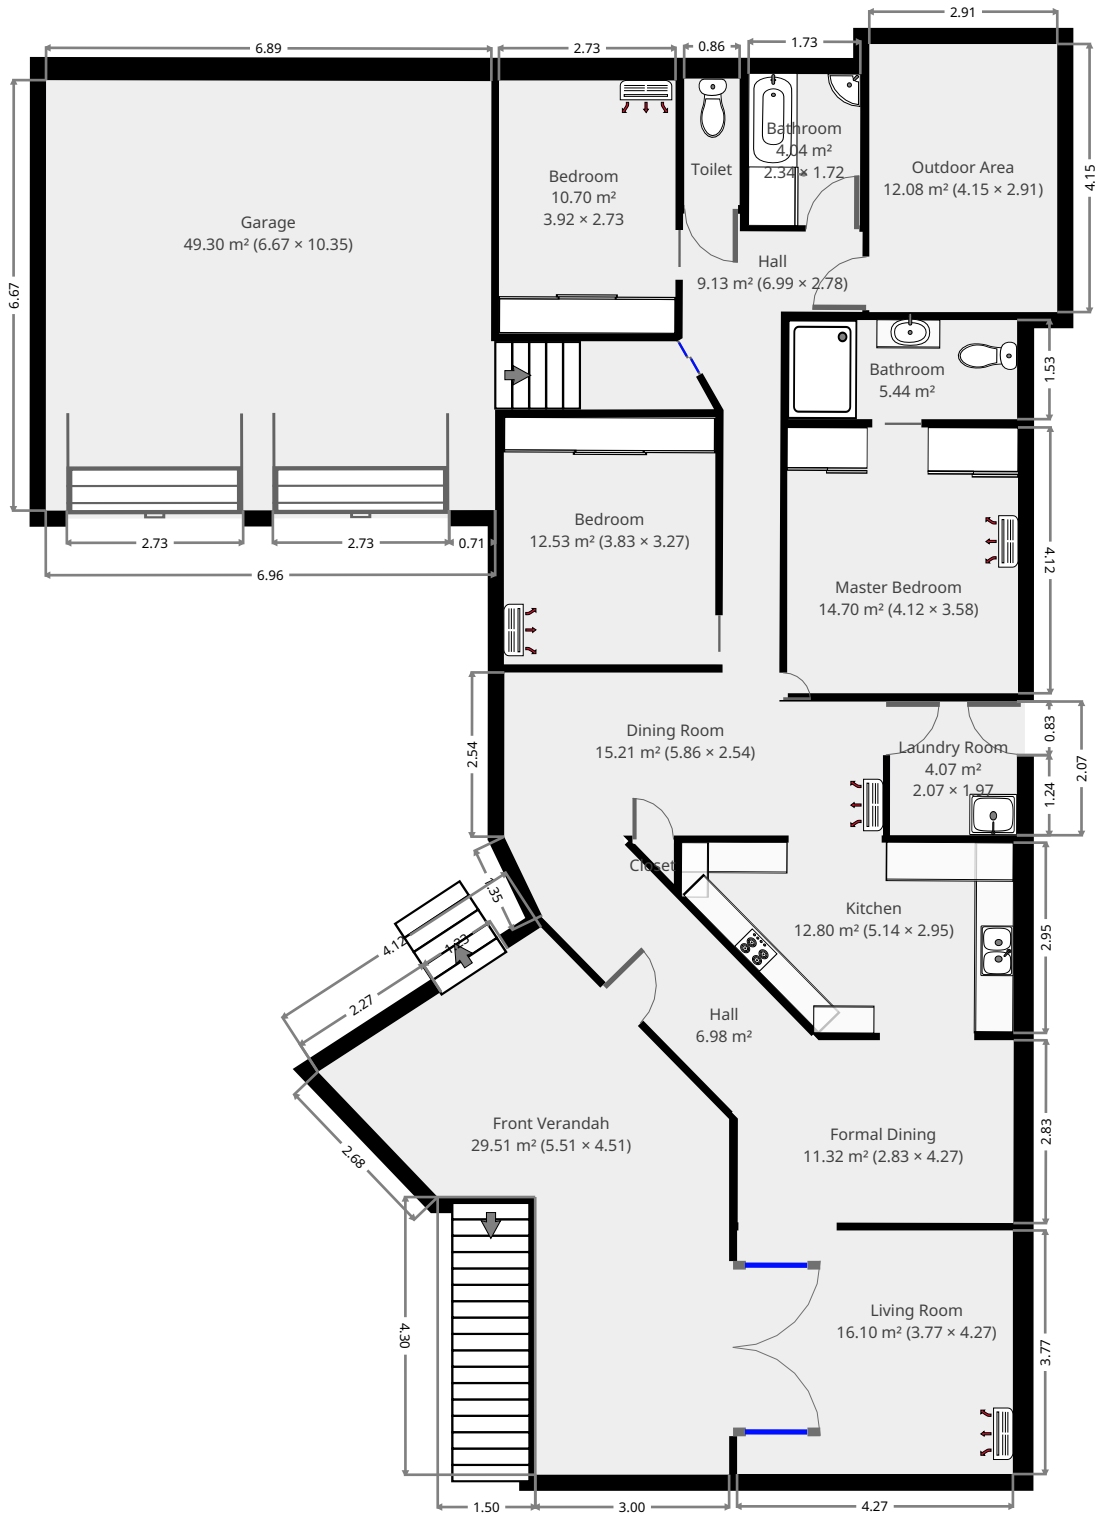 2.91
6.89
2.73
0.86
1.73
Bathroom
4.04 m²
2.34 × 1.72
Outdoor Area
12.08 m² (4.15 × 2.91)
4.15
Bedroom
10.70 m²
3.92 × 2.73
Toilet
Garage
49.30 m² (6.67 × 10.35)
Hall
9.13 m² (6.99 × 2.78)
6.67
Bathroom
5.44 m²
1.53
Bedroom
12.53 m² (3.83 × 3.27)
2.73
2.73
0.71
6.96
4.12
Master Bedroom
14.70 m² (4.12 × 3.58)
Dining Room
15.21 m² (5.86 × 2.54)
2.54
Laundry Room
4.07 m²
2.07 × 1.97
0.83
1.24
2.07
Closet
1.35
Kitchen
12.80 m² (5.14 × 2.95)
2.95
4.12
1.23
2.27
Hall
6.98 m²
Front Verandah
29.51 m² (5.51 × 4.51)
Formal Dining
11.32 m² (2.83 × 4.27)
2.83
2.68
4.30
Living Room
16.10 m² (3.77 × 4.27)
3.77
1.50
3.00
4.27